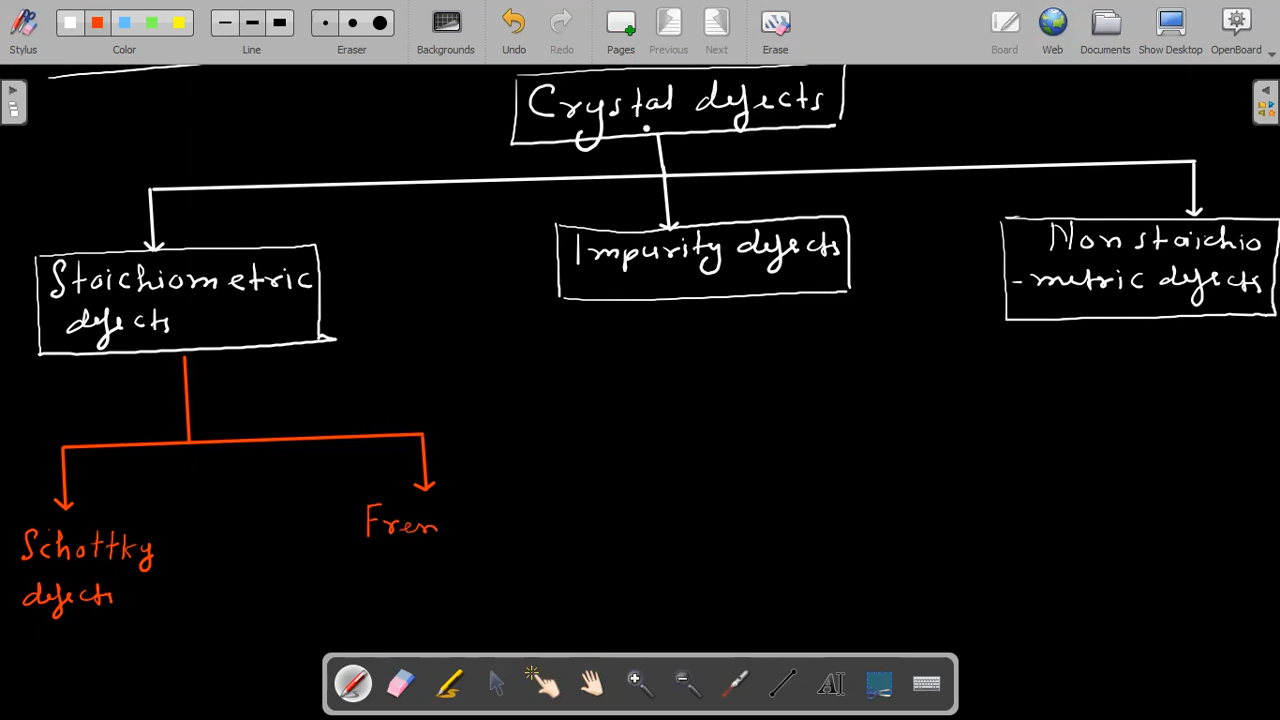 Stylus
Color
Line
Eraser
Backgrounds
Undo
Redo
Pages
Previous
Next
Erase
Board
Web
Documents
Show Desktop
OpenBoard
Crystal defects
Stoichiometric
defects
Impurity defects
Non stoichio
-metric defects
Schottky
defects
Fren